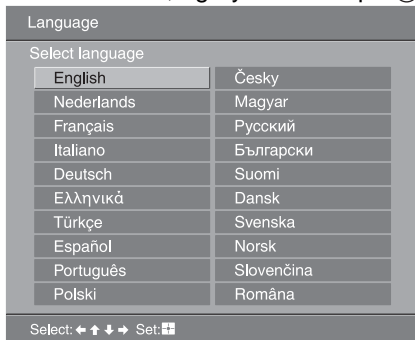 Language
Select language
English
Nederlands
Français
Italiano
Deutsch
Ελληνικά
Türkçe
Español
Português
Polski
Česky
Magyar
Русский
Български
Suomi
Dansk
Svenska
Norsk
Slovenčina
Româna
Select: ← ↑ ↓ → Set: